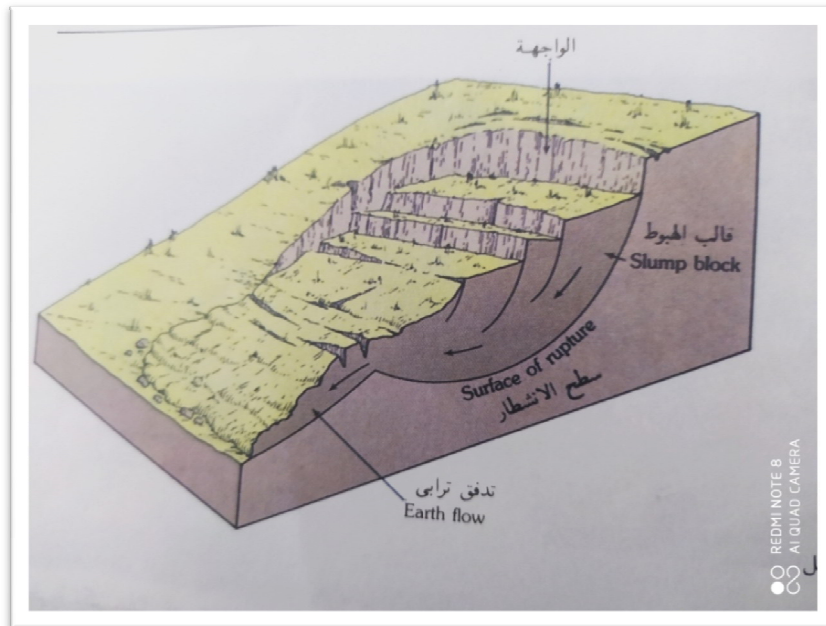 الواجهة
قالب الهبوط
Slump block
Surface of rupture
سطح الانشطار
تدفق ترابى
Earth flow
REDMI NOTE 8
AI QUAD CAMERA